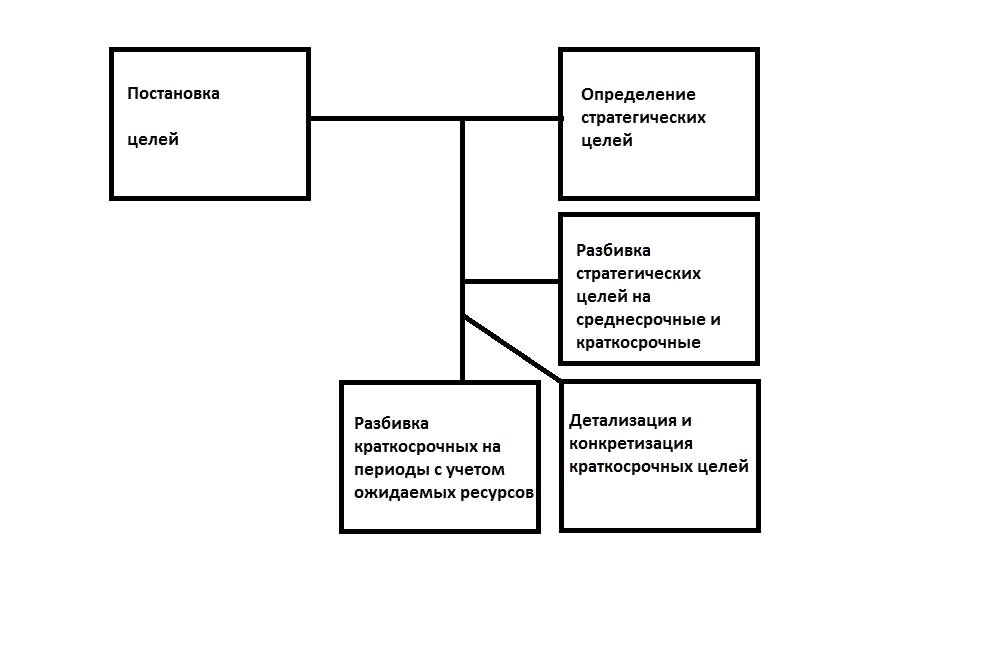 Постановка
целей
Определение
стратегических
целей
Разбивка
стратегических
целей на
среднесрочные и
краткосрочные
Разбивка
краткосрочных на
периоды с учетом
ожидаемых ресурсов
Детализация и
конкретизация
краткосрочных целей